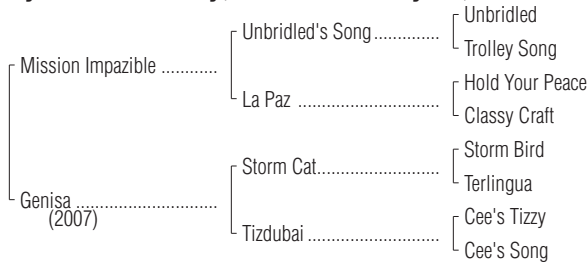 Unbridled
Unbridled's Song..............
Trolley Song
Mission Impazible ............
Hold Your Peace
La Paz ..............................
Classy Craft
Storm Bird
Storm Cat..........................
Terlingua
Genisa ..............................
(2007)
Cee's Tizzy
Tizdubai ............................
Cee's Song